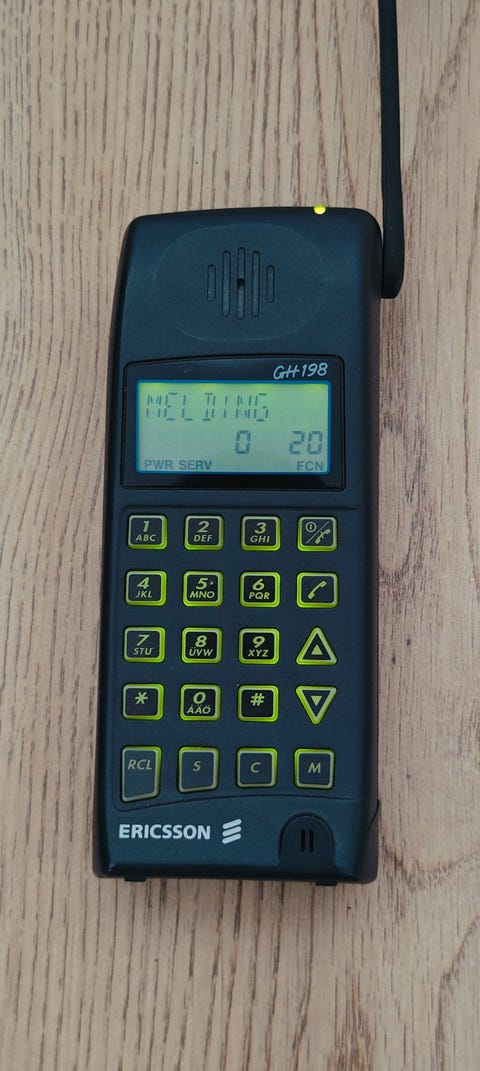 GH198
MELDING
0 20
PWR SERV FCN
1 2 3
ABC DEF GHI
4 5 6
JKL MNO PQR
7 8 9
STU ÜVW XYZ
* 0 #
ÅÄÖ
RCL S C M
ERICSSON